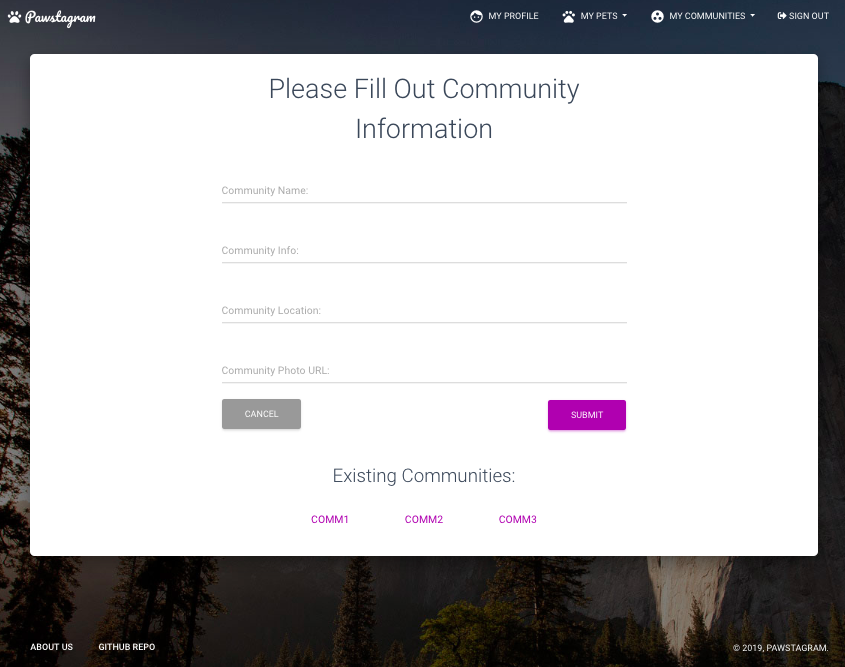 Pawstagram
MY PROFILE
MY PETS
MY COMMUNITIES
SIGN OUT
Please Fill Out Community
Information
Community Name:
Community Info:
Community Location:
Community Photo URL:
CANCEL
SUBMIT
Existing Communities:
COMM1
COMM2
COMM3
ABOUT US
GITHUB REPO
© 2019, PAWSTAGRAM.